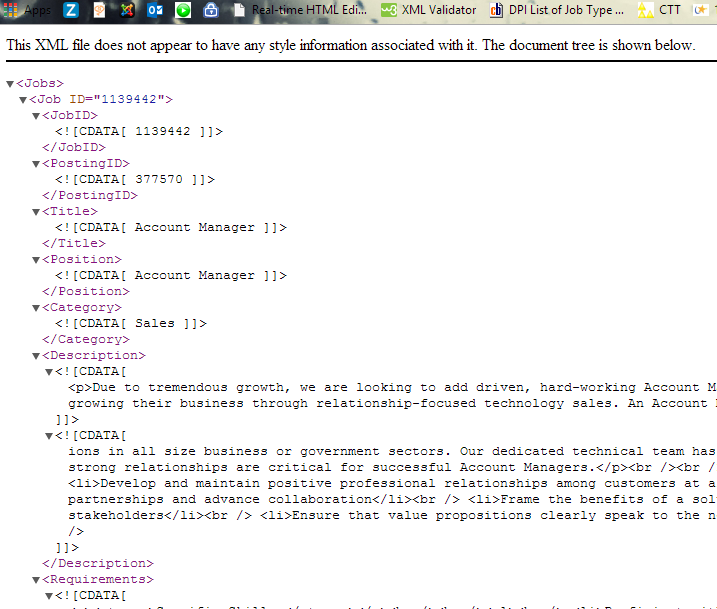 Apps Real-time HTML Edi... XML Validator DPI List of Job Type ... CTT
This XML file does not appear to have any style information associated with it. The document tree is shown below.
▼<Jobs>
▼<Job ID="1139442">
▼<JobID>
<![CDATA[ 1139442 ]]>
</JobID>
▼<PostingID>
<![CDATA[ 377570 ]]>
</PostingID>
▼<Title>
<![CDATA[ Account Manager ]]>
</Title>
▼<Position>
<![CDATA[ Account Manager ]]>
</Position>
▼<Category>
<![CDATA[ Sales ]]>
</Category>
▼<Description>
▼<![CDATA[
<p>Due to tremendous growth, we are looking to add driven, hard-working Account M
growing their business through relationship-focused technology sales. An Account
]]>
▼<![CDATA[
ions in all size business or government sectors. Our dedicated technical team has
strong relationships are critical for successful Account Managers.</p><br /><br /
<li>Develop and maintain positive professional relationships among customers at a
partnerships and advance collaboration</li><br /> <li>Frame the benefits of a sol
stakeholders</li><br /> <li>Ensure that value propositions clearly speak to the n
/>
]]>
</Description>
▼<Requirements>
▼<![CDATA[